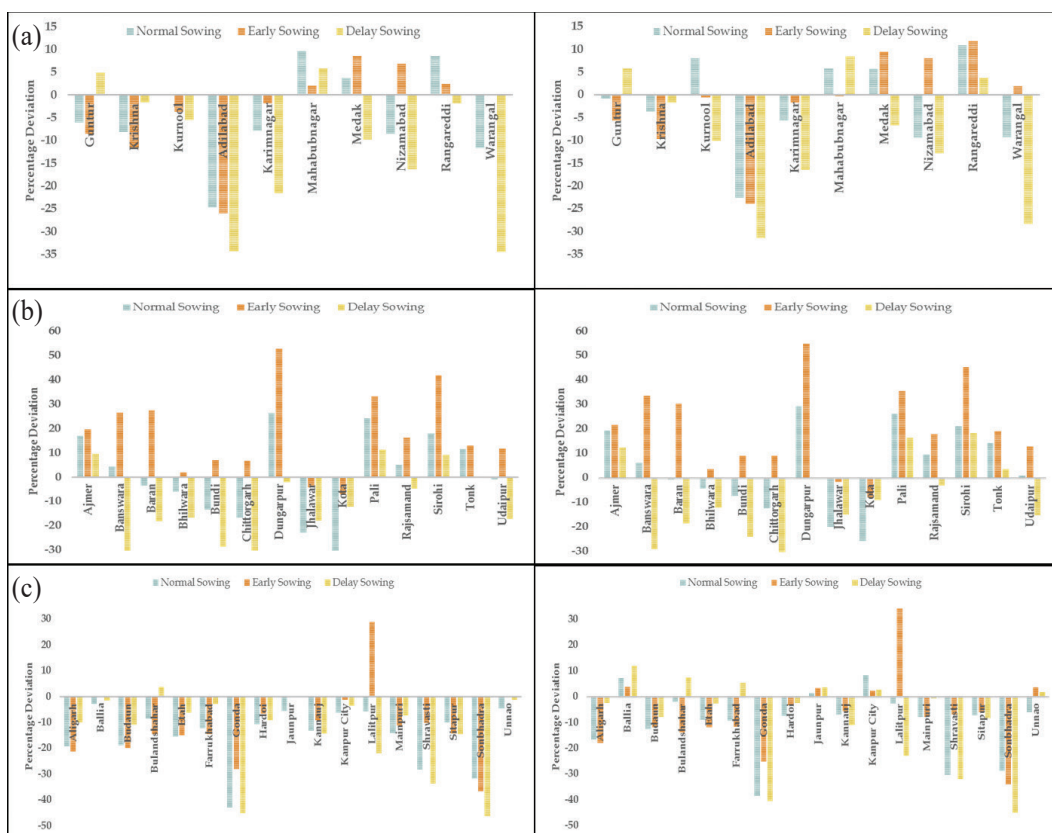 (a)
Normal Sowing Early Sowing Delay Sowing
Percentage Deviation
15
10
5
0
-5
-10
-15
-20
-25
-30
-35
Guntur
Krishna
Kurnool
Adilabad
Karimnagar
Mahabubnagar
Medak
Nizamabad
Rangareddi
Warangal
Normal Sowing Early Sowing Delay Sowing
Percentage Deviation
15
10
5
0
-5
-10
-15
-20
-25
-30
-35
Guntur
Krishna
Kurnool
Adilabad
Karimnagar
Mahabubnagar
Medak
Nizamabad
Rangareddi
Warangal
(b)
Normal Sowing Early Sowing Delay Sowing
Percentage Deviation
60
50
40
30
20
10
0
-10
-20
-30
Ajmer
Banswara
Baran
Bhilwara
Bundi
Chittorgarh
Dungarpur
Jhalawar
Kota
Pali
Rajsamand
Sirohi
Tonk
Udaipur
Normal Sowing Early Sowing Delay Sowing
Percentage Deviation
60
50
40
30
20
10
0
-10
-20
-30
Ajmer
Banswara
Baran
Bhilwara
Bundi
Chittorgarh
Dungarpur
Jhalawar
Kota
Pali
Rajsamand
Sirohi
Tonk
Udaipur
(c)
Normal Sowing Early Sowing Delay Sowing
Percentage Deviation
30
20
10
0
-10
-20
-30
-40
-50
Aligarh
Ballia
Budaun
Bulandshahar
Etah
Farrukhabad
Gonda
Hardoi
Jaunpur
Kannauj
Kanpur City
Lalitpur
Mainpuri
Shravasti
Sitapur
Sonbhadra
Unnao
Normal Sowing Early Sowing Delay Sowing
Percentage Deviation
30
20
10
0
-10
-20
-30
-40
-50
Aligarh
Ballia
Budaun
Bulandshahar
Etah
Farrukhabad
Gonda
Hardoi
Jaunpur
Kannauj
Kanpur City
Lalitpur
Mainpuri
Shravasti
Sitapur
Sonbhadra
Unnao